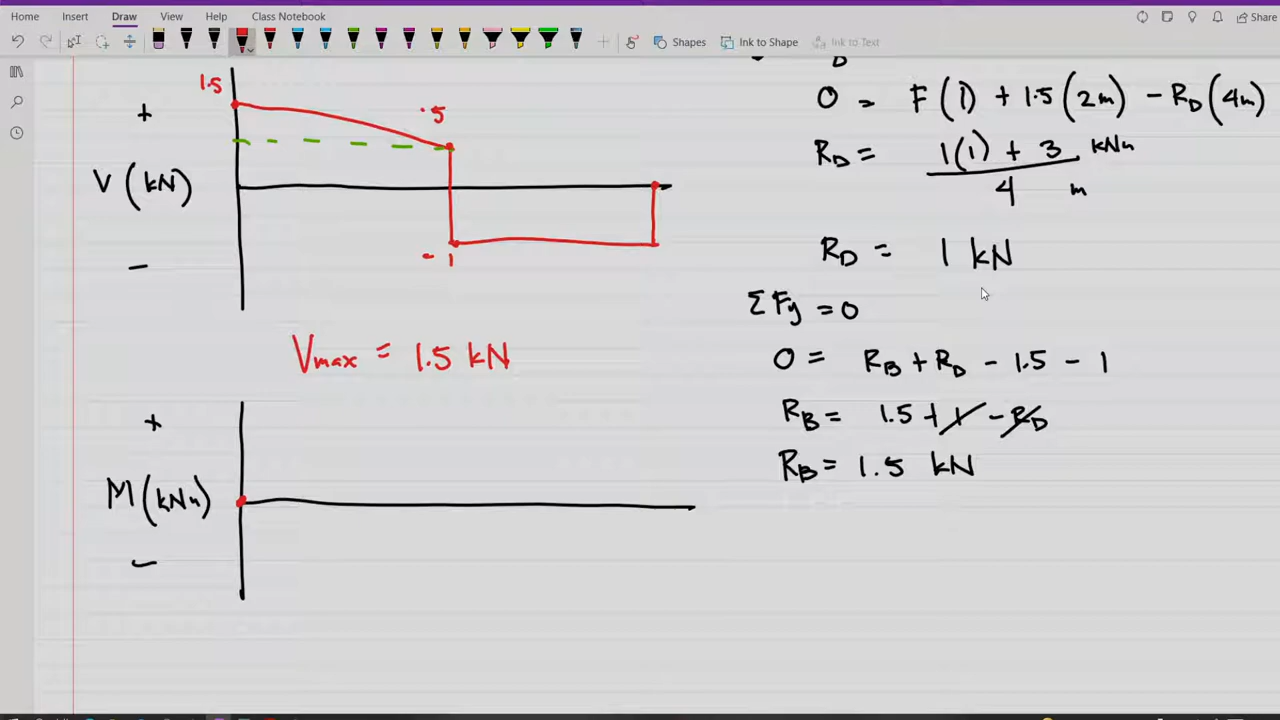 Home Insert Draw View Help Class Notebook Share
Shapes Ink to Shape Ink to Text
1.5
+
.5
V (kN)
-
- 1
Vmax = 1.5 kN
+
M (kNm)
-
0 = F(1) + 1.5(2m) - RD(4m)
RD = 1(1) + 3 kNm
4 m
RD = 1 kN
ΣFy = 0
0 = RB + RD - 1.5 - 1
RB = 1.5 + 1 - RD
RB = 1.5 kN